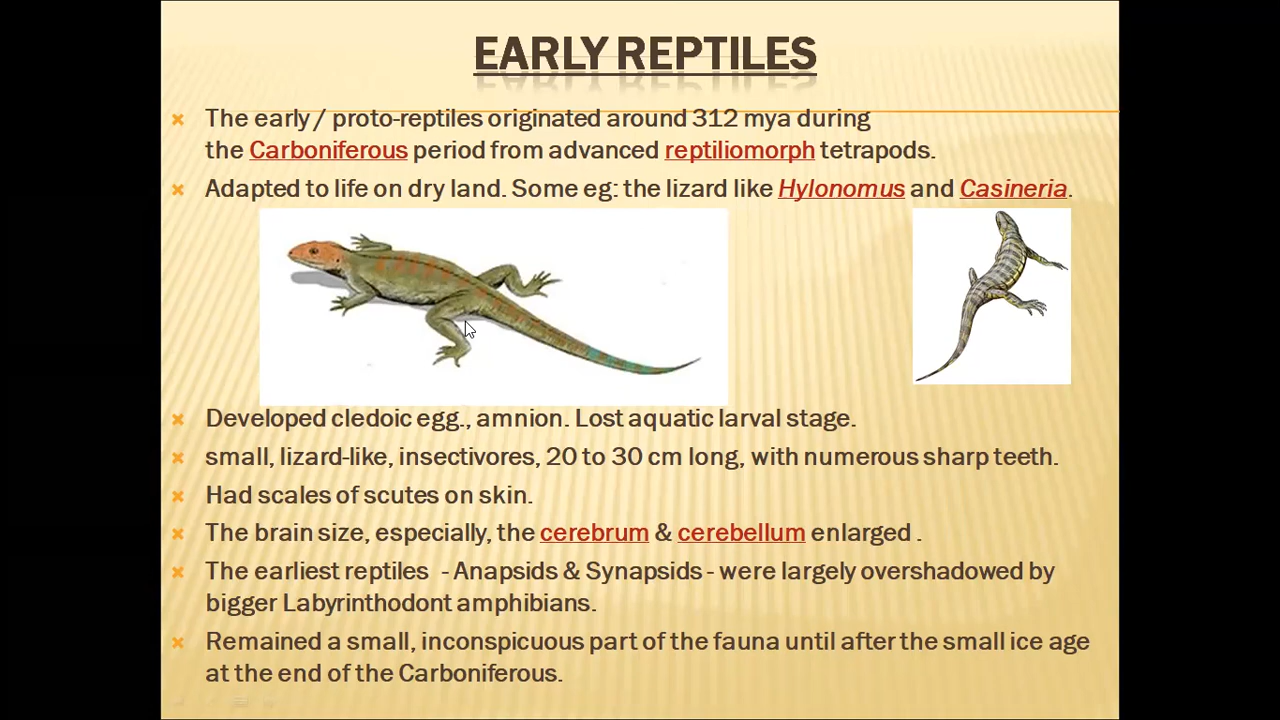 EARLY REPTILES
The early / proto-reptiles originated around 312 mya during
the Carboniferous period from advanced reptiliomorph tetrapods.
Adapted to life on dry land. Some eg: the lizard like Hylonomus and Casineria.
Developed cledoic egg., amnion. Lost aquatic larval stage.
small, lizard-like, insectivores, 20 to 30 cm long, with numerous sharp teeth.
Had scales of scutes on skin.
The brain size, especially, the cerebrum & cerebellum enlarged .
The earliest reptiles - Anapsids & Synapsids - were largely overshadowed by
bigger Labyrinthodont amphibians.
Remained a small, inconspicuous part of the fauna until after the small ice age
at the end of the Carboniferous.